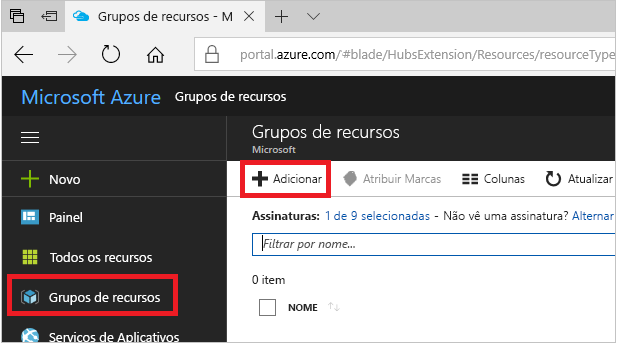 Grupos de recursos - M
portal.azure.com/#blade/HubsExtension/Resources/resourceType
Microsoft Azure Grupos de recursos
Grupos de recursos
Microsoft
Novo
Adicionar Atribuir Marcas Colunas Atualizar
Painel
Assinaturas: 1 de 9 selecionadas - Não vê uma assinatura? Alternar
Filtrar por nome...
Todos os recursos
0 item
Grupos de recursos
NOME
Serviços de Aplicativos